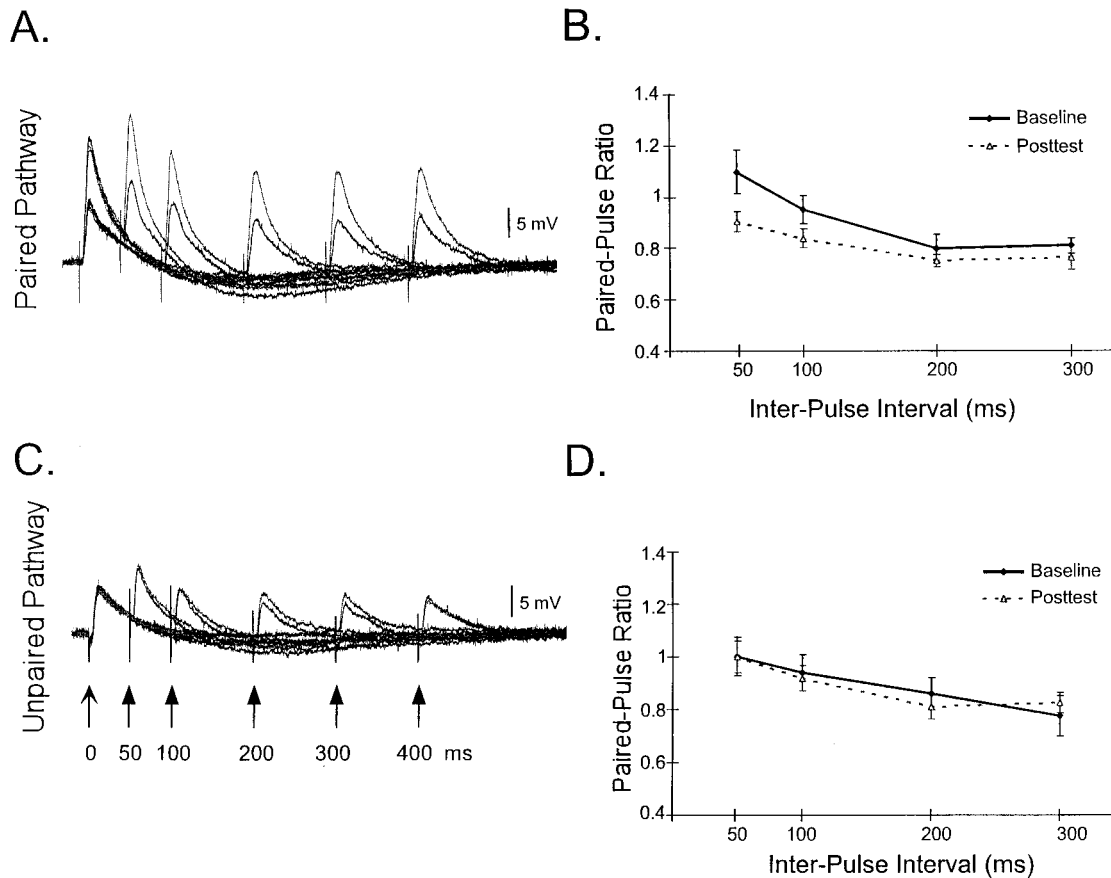 A.
Paired Pathway
5 mV
B.
1.4
1.2
1
0.8
0.6
0.4
Paired-Pulse Ratio
Baseline
Posttest
50 100 200 300
Inter-Pulse Interval (ms)
C.
Unpaired Pathway
5 mV
0 50 100 200 300 400 ms
D.
1.4
1.2
1
0.8
0.6
0.4
Paired-Pulse Ratio
Baseline
Posttest
50 100 200 300
Inter-Pulse Interval (ms)